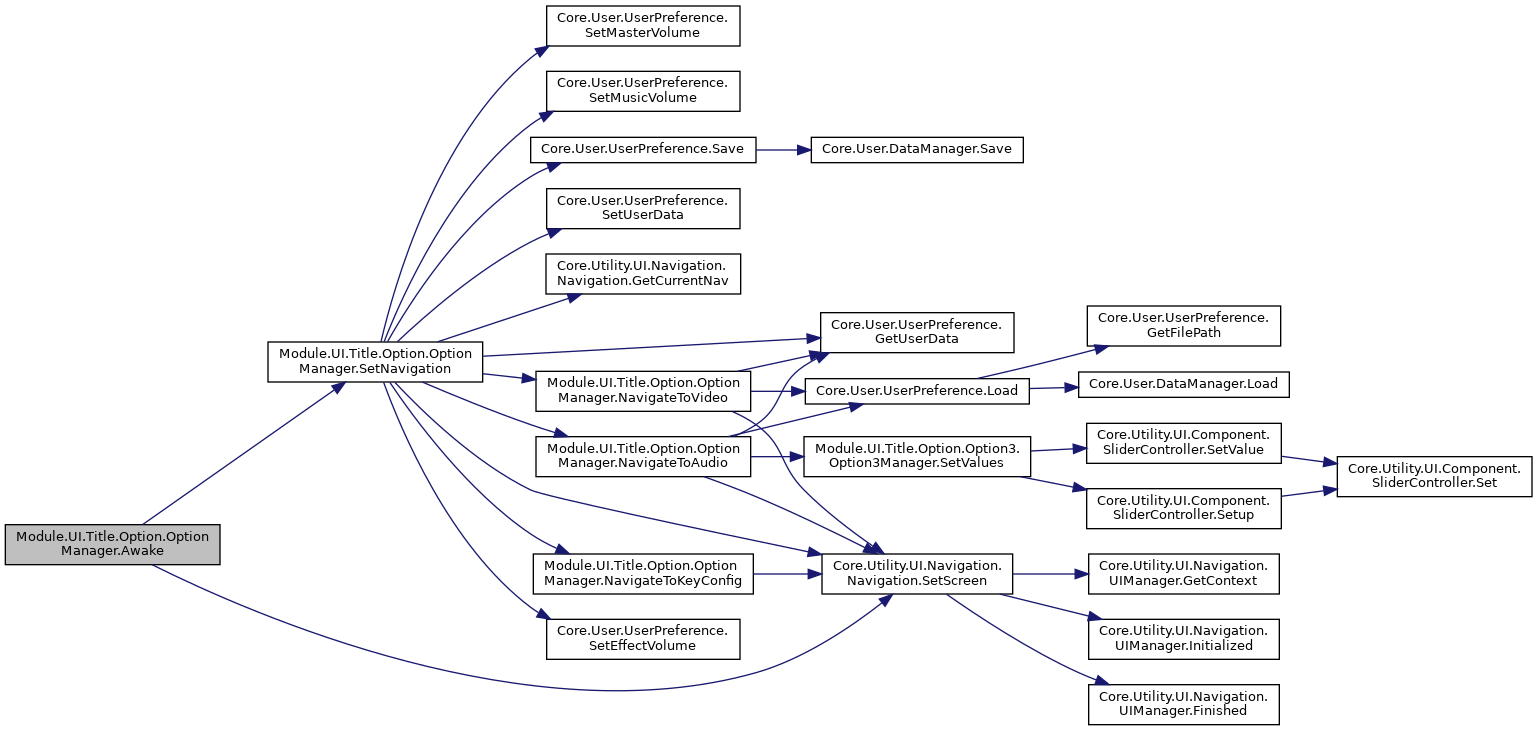 Core.User.UserPreference.
SetMasterVolume
Core.User.UserPreference.
SetMusicVolume
Core.User.UserPreference.Save
Core.User.DataManager.Save
Core.User.UserPreference.
SetUserData
Core.Utility.UI.Navigation.
Navigation.GetCurrentNav
Core.User.UserPreference.
GetUserData
Core.User.UserPreference.
GetFilePath
Module.UI.Title.Option.Option
Manager.SetNavigation
Module.UI.Title.Option.Option
Manager.NavigateToVideo
Core.User.UserPreference.Load
Core.User.DataManager.Load
Module.UI.Title.Option.Option
Manager.NavigateToAudio
Module.UI.Title.Option.Option3.
Option3Manager.SetValues
Core.Utility.UI.Component.
SliderController.SetValue
Core.Utility.UI.Component.
SliderController.Set
Core.Utility.UI.Component.
SliderController.Setup
Module.UI.Title.Option.Option
Manager.Awake
Module.UI.Title.Option.Option
Manager.NavigateToKeyConfig
Core.Utility.UI.Navigation.
Navigation.SetScreen
Core.Utility.UI.Navigation.
UIManager.GetContext
Core.User.UserPreference.
SetEffectVolume
Core.Utility.UI.Navigation.
UIManager.Initialized
Core.Utility.UI.Navigation.
UIManager.Finished